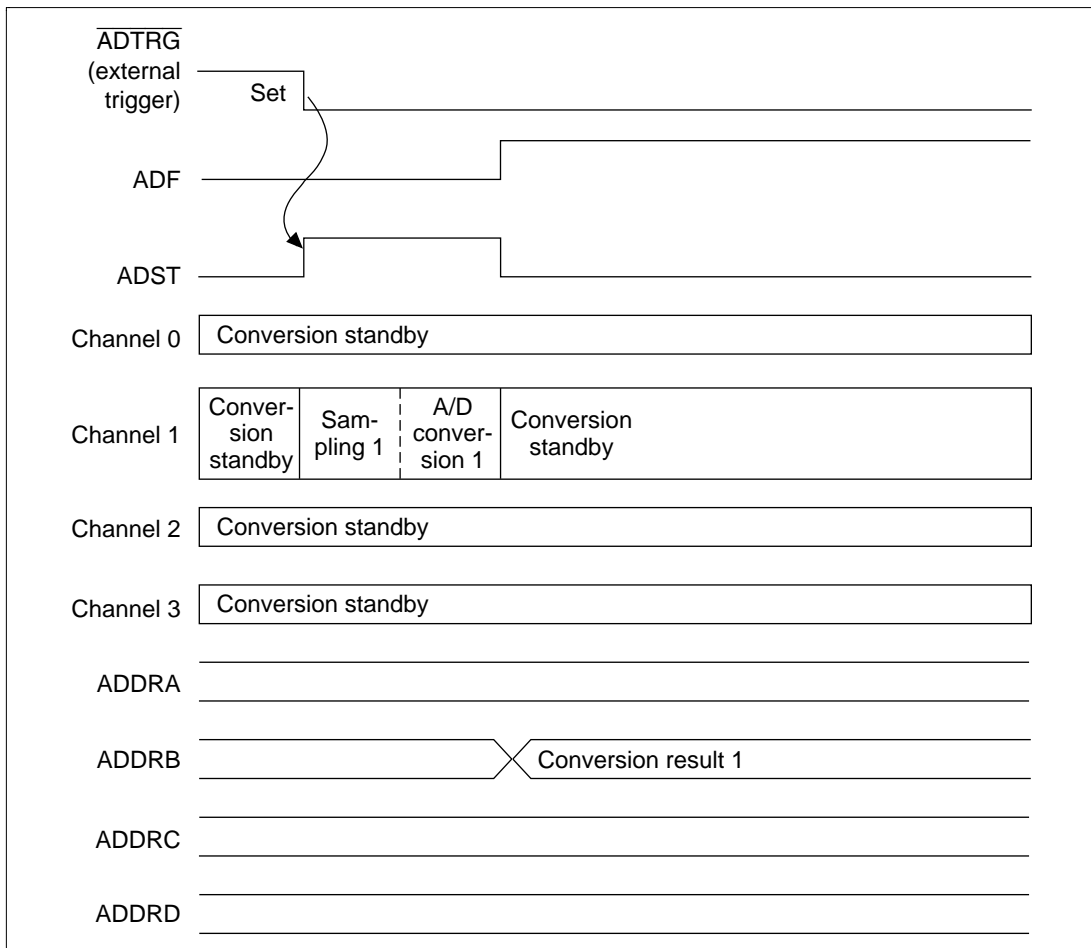 ADTRG
(external
trigger)
Set
ADF
ADST
Channel 0
Conversion standby
Channel 1
Conver-
sion
standby
Sam-
pling 1
A/D
conver-
sion 1
Conversion
standby
Channel 2
Conversion standby
Channel 3
Conversion standby
ADDRA
ADDRB
Conversion result 1
ADDRC
ADDRD